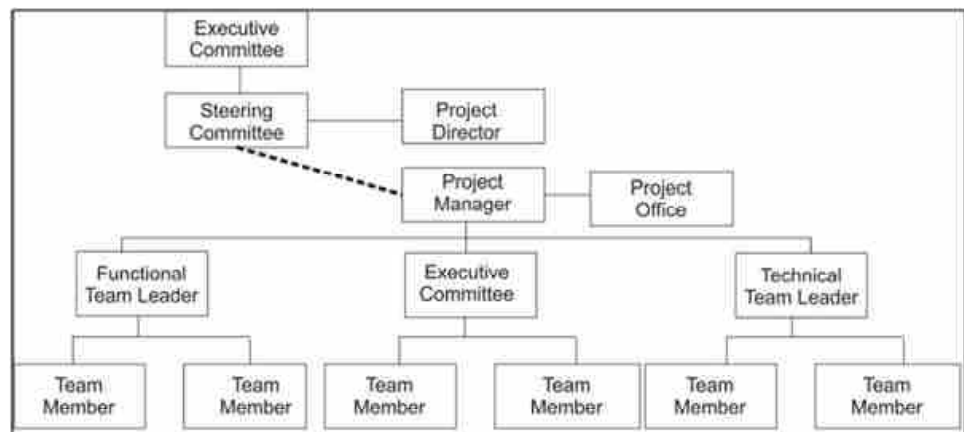 Executive
Committee
Steering
Committee
Project
Director
Project
Manager
Project
Office
Functional
Team Leader
Executive
Committee
Technical
Team Leader
Team
Member
Team
Member
Team
Member
Team
Member
Team
Member
Team
Member